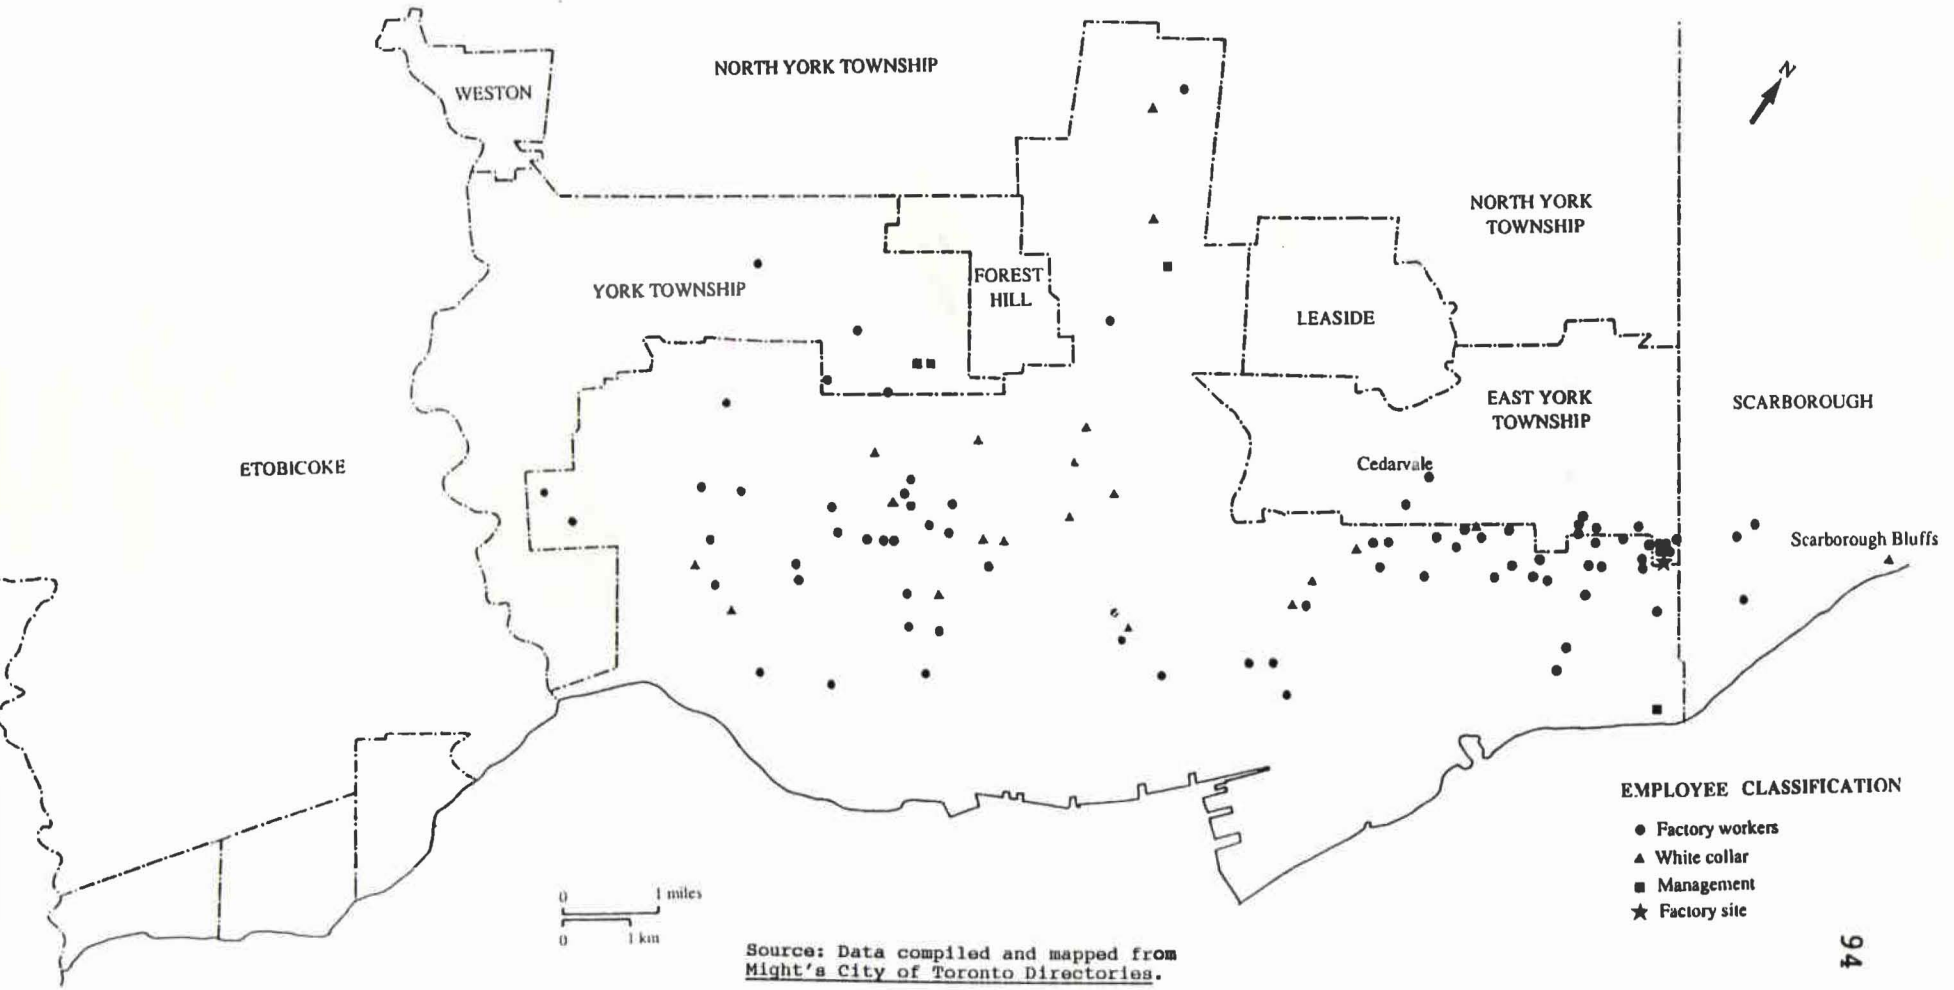 NORTH YORK TOWNSHIP
WESTON
N
NORTH YORK
TOWNSHIP
FOREST
HILL
YORK TOWNSHIP
LEASIDE
EAST YORK
TOWNSHIP
SCARBOROUGH
ETOBICOKE
Cedarvale
Scarborough Bluffs
EMPLOYEE CLASSIFICATION
Factory workers
White collar
Management
Factory site
0 1 miles
0 1 km
Source: Data compiled and mapped from
Might's City of Toronto Directories.
94